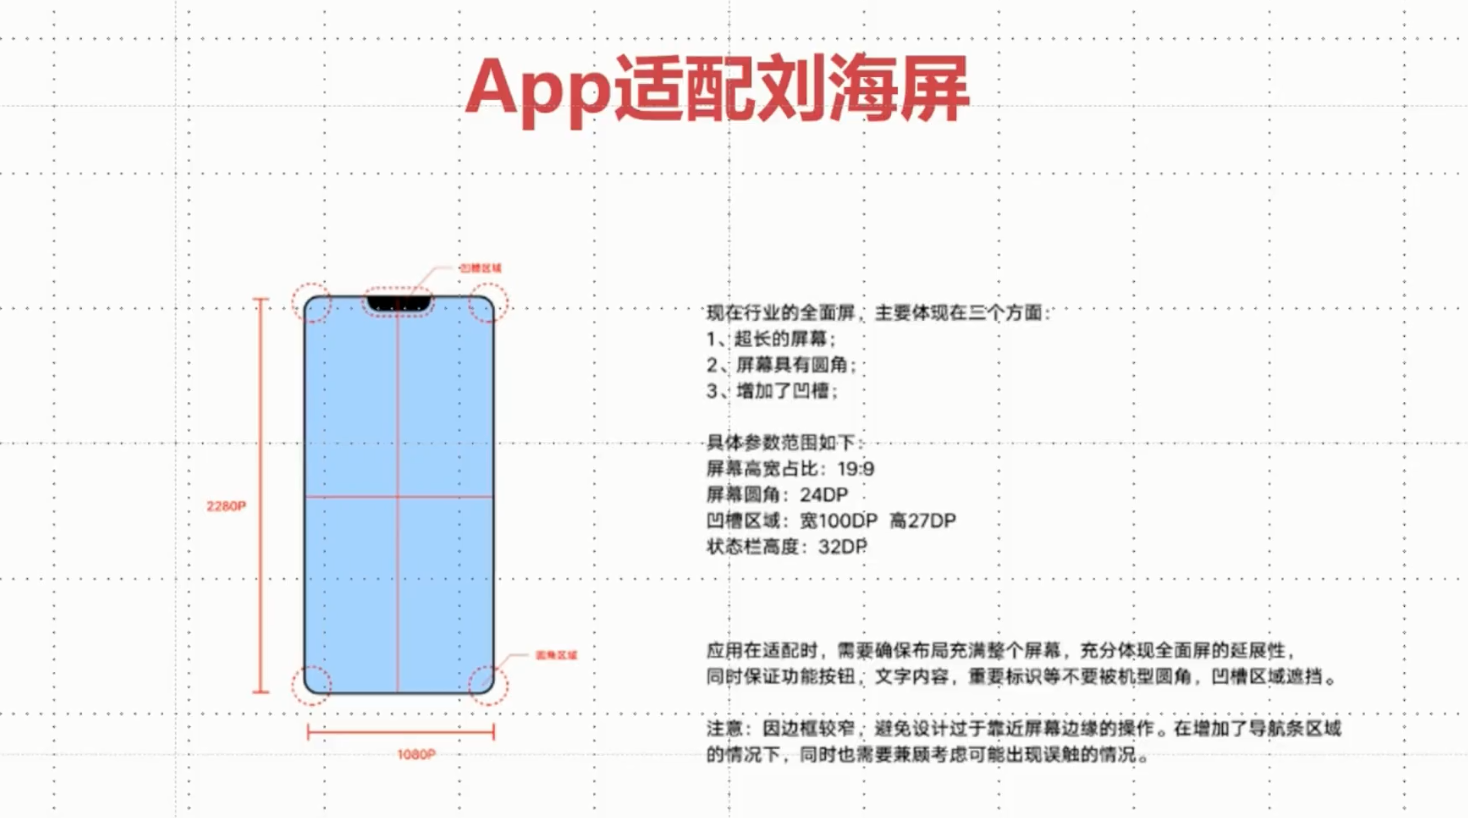 App适配刘海屏
凹槽区域
现在行业的全面屏，主要体现在三个方面：
1、超长的屏幕；
2、屏幕具有圆角；
3、增加了凹槽；
具体参数范围如下：
屏幕高宽占比：19:9
屏幕圆角：24DP
凹槽区域：宽100DP 高27DP
状态栏高度：32DP
2280P
圆角区域
1080P
应用在适配时，需要确保布局充满整个屏幕，充分体现全面屏的延展性，
同时保证功能按钮，文字内容，重要标识等不要被机型圆角，凹槽区域遮挡。
注意：因边框较窄，避免设计过于靠近屏幕边缘的操作。在增加了导航条区域
的情况下，同时也需要兼顾考虑可能出现误触的情况。